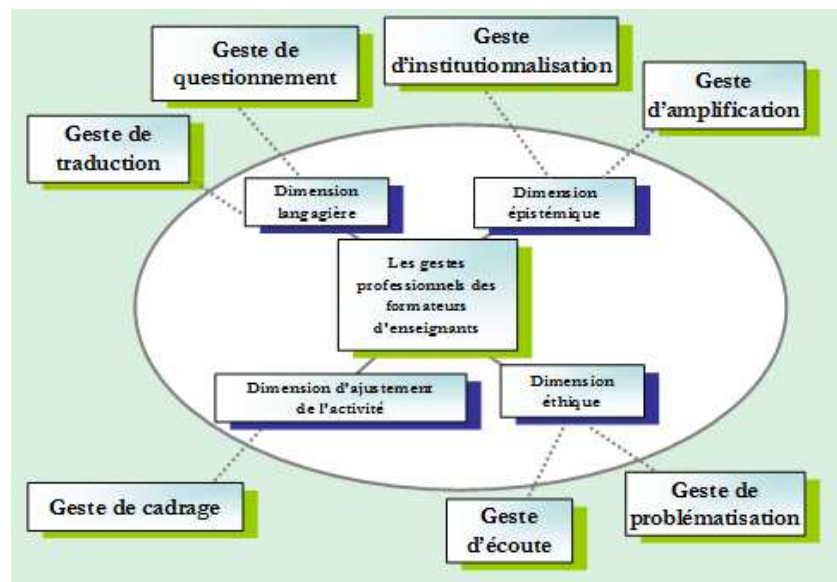 Geste de
questionnement
Geste
d'institutionnalisation
Geste
d'amplification
Geste de
traduction
Dimension
langagière
Dimension
épistémique
Les gestes
professionnels des
formateurs
d'enseignants
Dimension d'ajustement
de l'activité
Dimension
éthique
Geste de cadrage
Geste
d'écoute
Geste de
problématisation